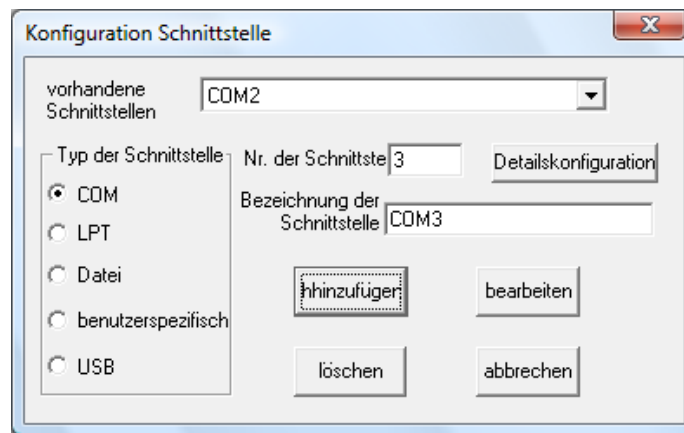 Konfiguration Schnittstelle
vorhandene
Schnittstellen
COM2
Typ der Schnittstelle
COM
LPT
Datei
benutzerspezifisch
USB
Nr. der Schnittste
3
Detailskonfiguration
Bezeichnung der
Schnittstelle
COM3
hhinzufügen
bearbeiten
löschen
abbrechen